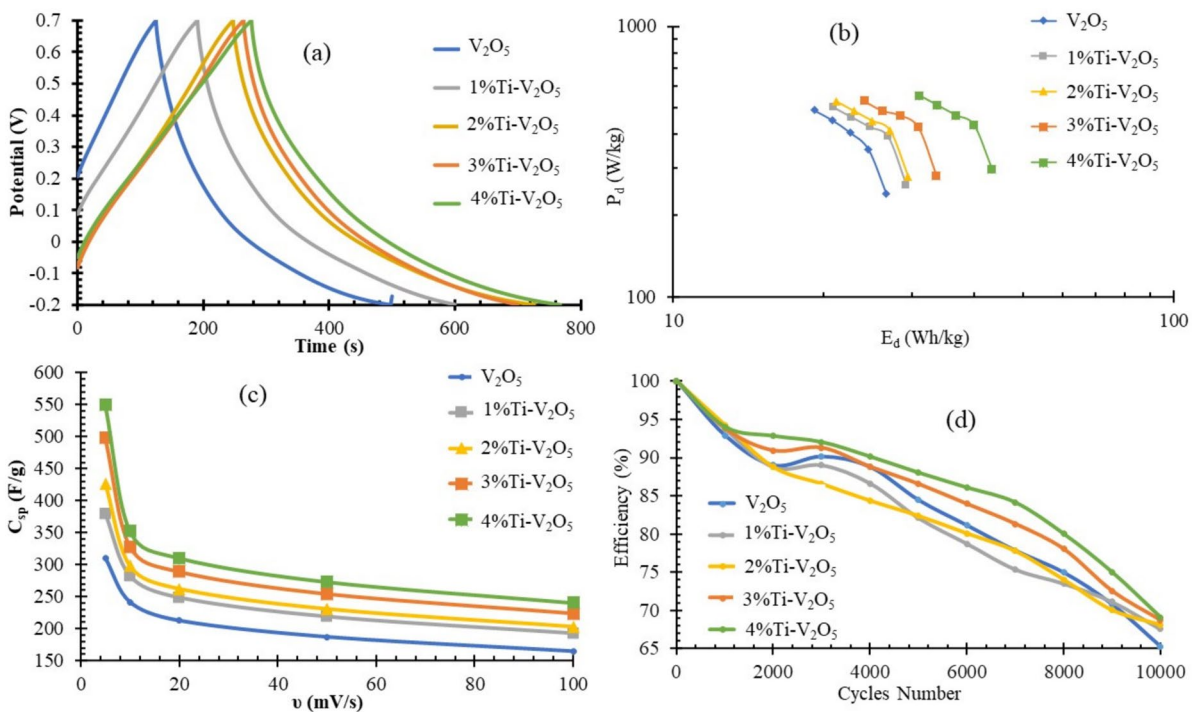 0.7
0.6
0.5
0.4
0.3
0.2
0.1
0
-0.1
-0.2
Potential (V)
0
200
400
600
800
Time (s)
(a)
V₂O₅
1%Ti-V₂O₅
2%Ti-V₂O₅
3%Ti-V₂O₅
4%Ti-V₂O₅
1000
100
P_d (W/kg)
10
100
E_d (Wh/kg)
(b)
V₂O₅
1%Ti-V₂O₅
2%Ti-V₂O₅
3%Ti-V₂O₅
4%Ti-V₂O₅
600
550
500
450
400
350
300
250
200
150
C_sp (F/g)
0
20
40
60
80
100
υ (mV/s)
(c)
V₂O₅
1%Ti-V₂O₅
2%Ti-V₂O₅
3%Ti-V₂O₅
4%Ti-V₂O₅
100
95
90
85
80
75
70
65
Efficiency (%)
0
2000
4000
6000
8000
10000
Cycles Number
(d)
V₂O₅
1%Ti-V₂O₅
2%Ti-V₂O₅
3%Ti-V₂O₅
4%Ti-V₂O₅